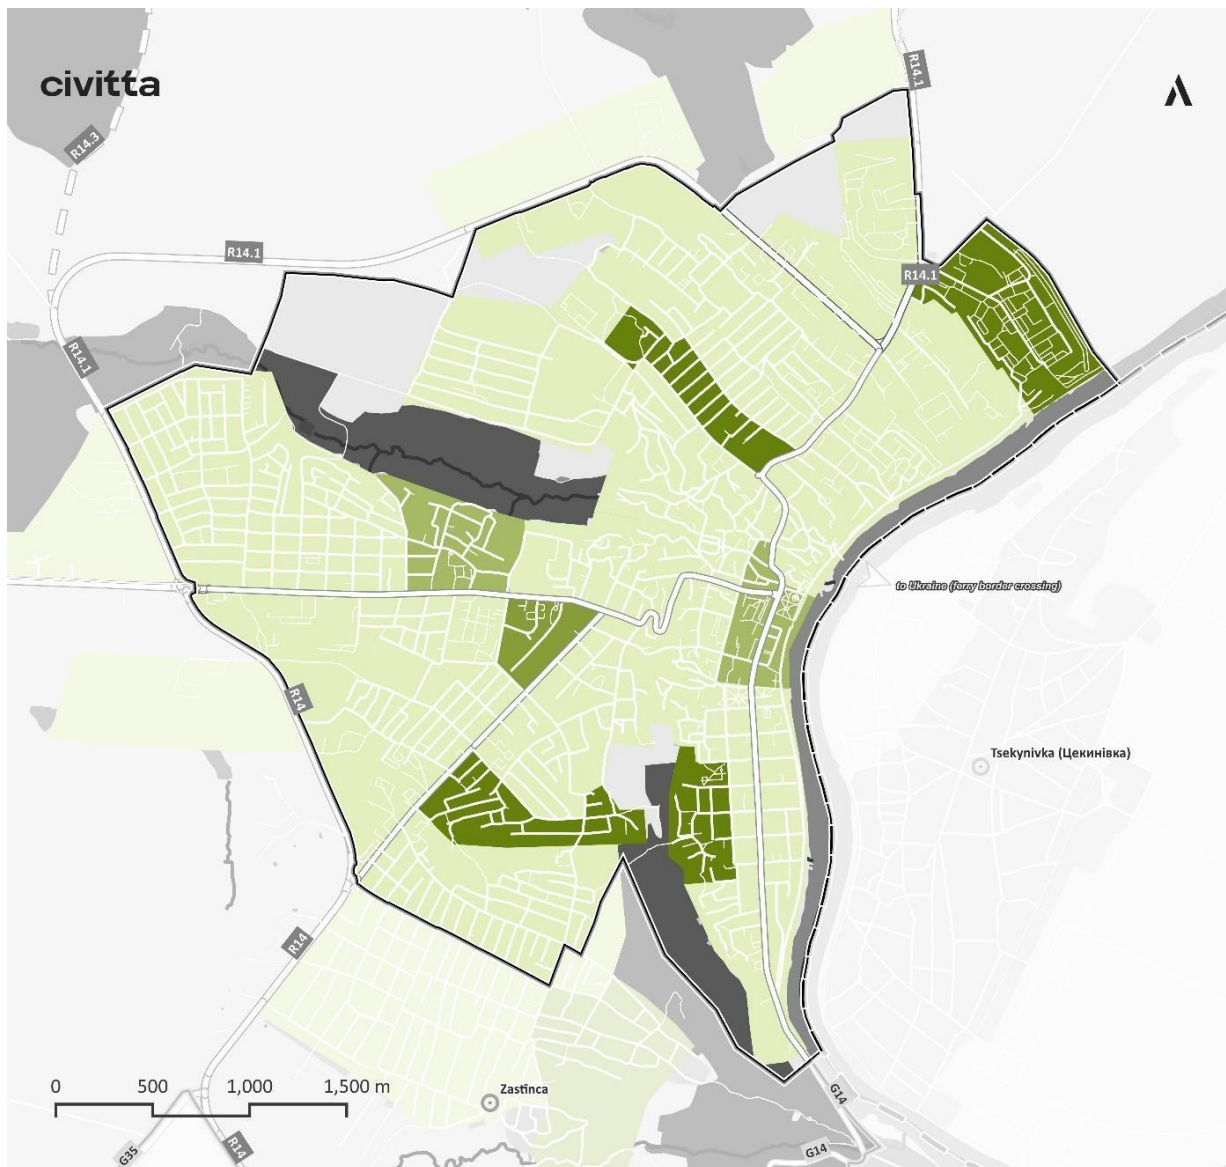 civitta
R14.1
R14.3
R14.1
R14.1
R14.1
to Ukraine (ferry border crossing)
R14
Tsekynivka (Цекинівка)
R14
0 500 1,000 1,500 m
Zastînca
G14
G35
R14
G14